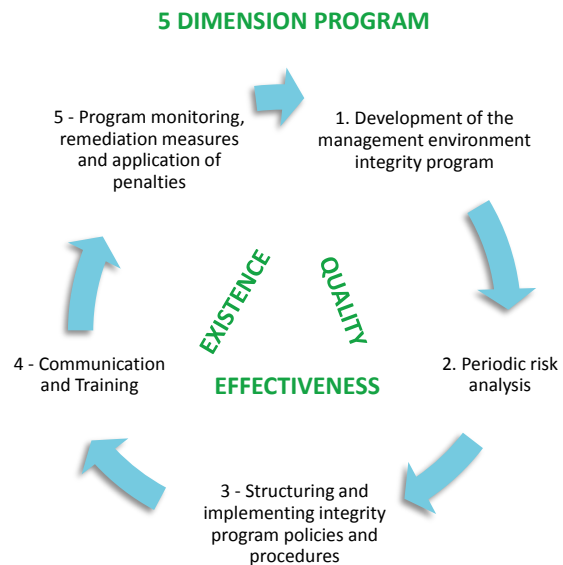 5 DIMENSION PROGRAM
1. Development of the
management environment
integrity program
2. Periodic risk
analysis
3 - Structuring and
implementing integrity
program policies and
procedures
4 - Communication
and Training
5 - Program monitoring,
remediation measures
and application of
penalties
EXISTENCE
QUALITY
EFFECTIVENESS